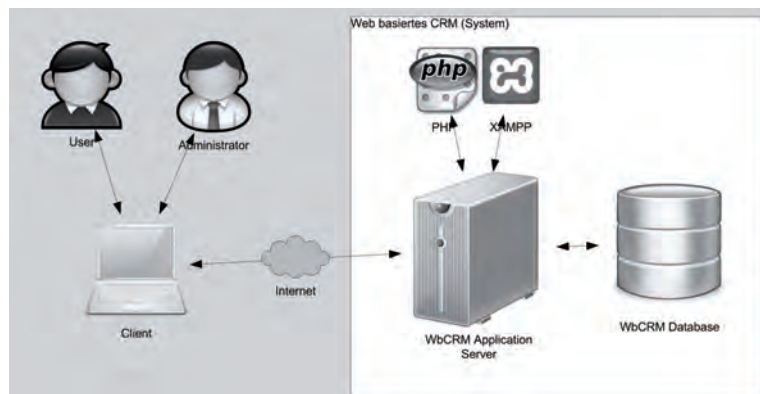 Web basiertes CRM (System)
php
PHP
XAMPP
User
Administrator
Internet
Client
WbCRM Application
Server
WbCRM Database